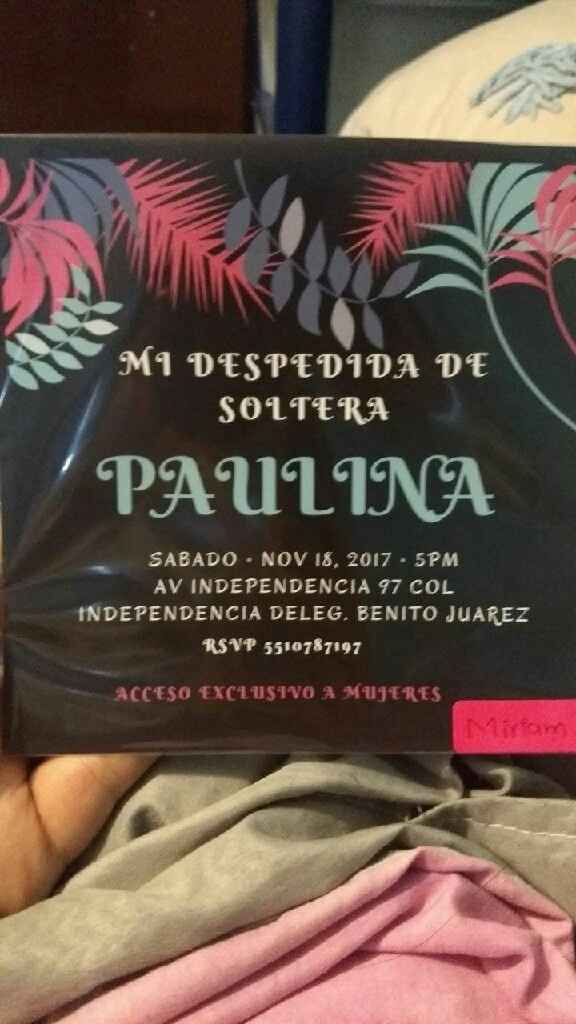 MI DESPEDIDA DE
SOLTERA
PAULINA
SABADO • NOV 18, 2017 • 5PM
AV INDEPENDENCIA 97 COL
INDEPENDENCIA DELEG. BENITO JUAREZ
RSVP 5510787197
ACCESO EXCLUSIVO A MUJERES
Miriam